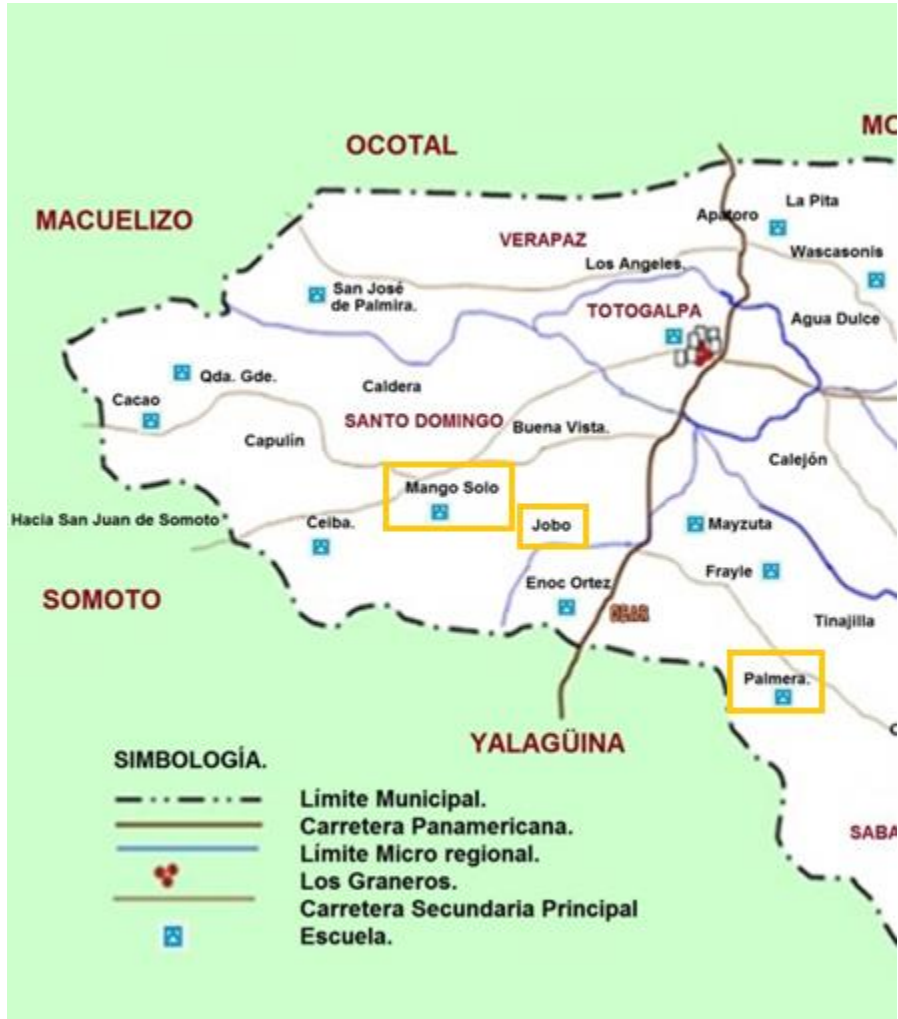 OCOTAL
MO
MACUELIZO
La Pita
Apatoro
VERAPAZ
Wascasonis
Los Angeles.
San José
de Palmira.
TOTOGALPA
Agua Dulce
Qda. Gde.
Caldera
Cacao
SANTO DOMINGO
Buena Vista.
Capulín
Calejón
Mango Solo
Hacia San Juan de Somoto
Ceiba.
Jobo
Mayzuta
Enoc Ortez
Frayle
SOMOTO
Tinajilla
Palmera.
YALAGÜINA
SABA
SIMBOLOGÍA.
Límite Municipal.
Carretera Panamericana.
Límite Micro regional.
Los Graneros.
Carretera Secundaria Principal
Escuela.